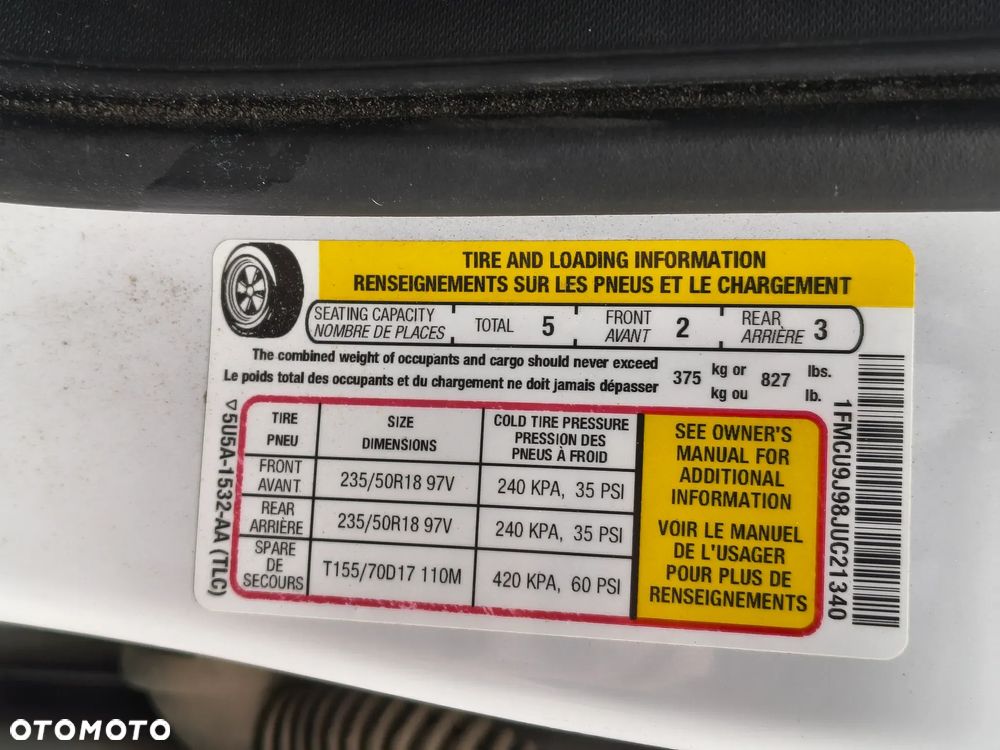 TIRE AND LOADING INFORMATION
RENSEIGNEMENTS SUR LES PNEUS ET LE CHARGEMENT
SEATING CAPACITY
NOMBRE DE PLACES
TOTAL 5
FRONT
AVANT
2
REAR
ARRIÈRE
3
The combined weight of occupants and cargo should never exceed
Le poids total des occupants et du chargement ne doit jamais dépasser
375
kg or
kg ou
827
lbs.
lb.
TIRE
PNEU
SIZE
DIMENSIONS
COLD TIRE PRESSURE
PRESSION DES
PNEUS À FROID
FRONT
AVANT
235/50R18 97V
240 KPA, 35 PSI
REAR
ARRIÈRE
235/50R18 97V
240 KPA, 35 PSI
SPARE
DE
SECOURS
T155/70D17 110M
420 KPA, 60 PSI
SEE OWNER'S
MANUAL FOR
ADDITIONAL
INFORMATION
VOIR LE MANUEL
DE L'USAGER
POUR PLUS DE
RENSEIGNEMENTS
5U5A-1532-AA (TLC)
1FMCU9J98JUC21340
OTOMOTO